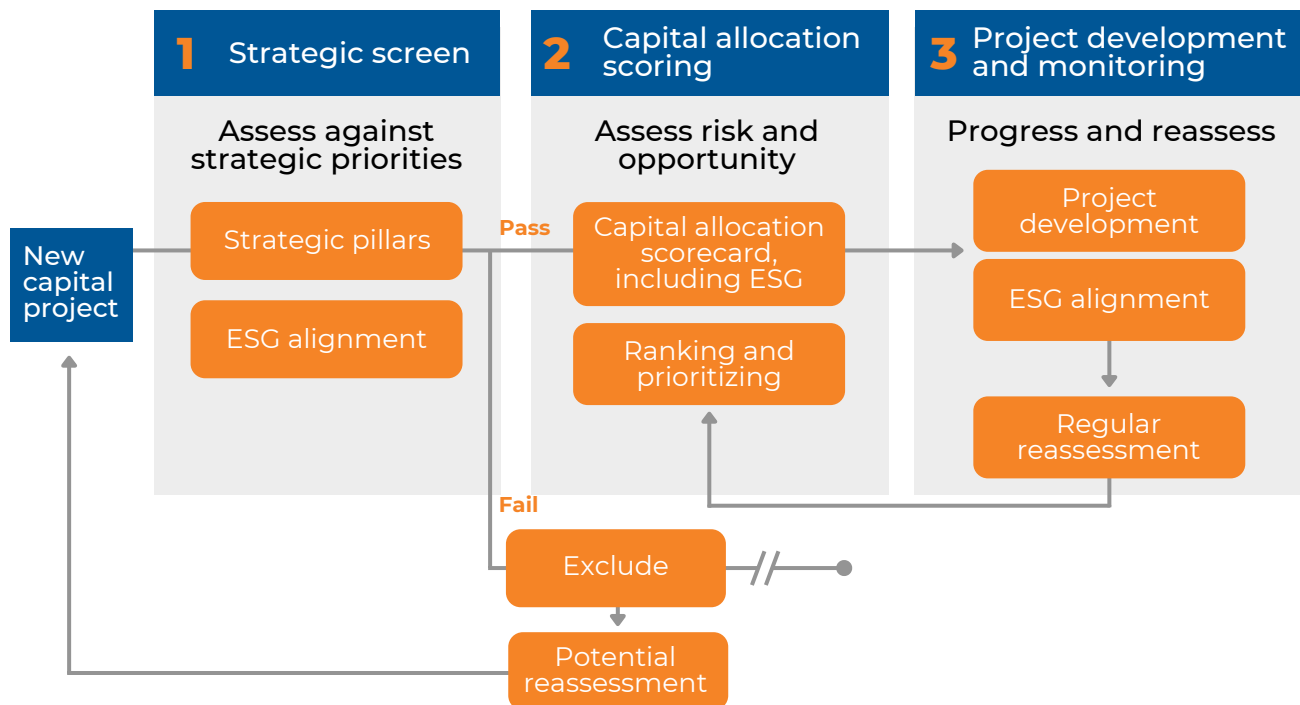 1 Strategic screen
Assess against
strategic priorities
Strategic pillars
ESG alignment
New
capital
project
Pass
Fail
2 Capital allocation
scoring
Assess risk and
opportunity
Capital allocation
scorecard,
including ESG
Ranking and
prioritizing
3 Project development
and monitoring
Progress and reassess
Project
development
ESG alignment
Regular
reassessment
Exclude
Potential
reassessment